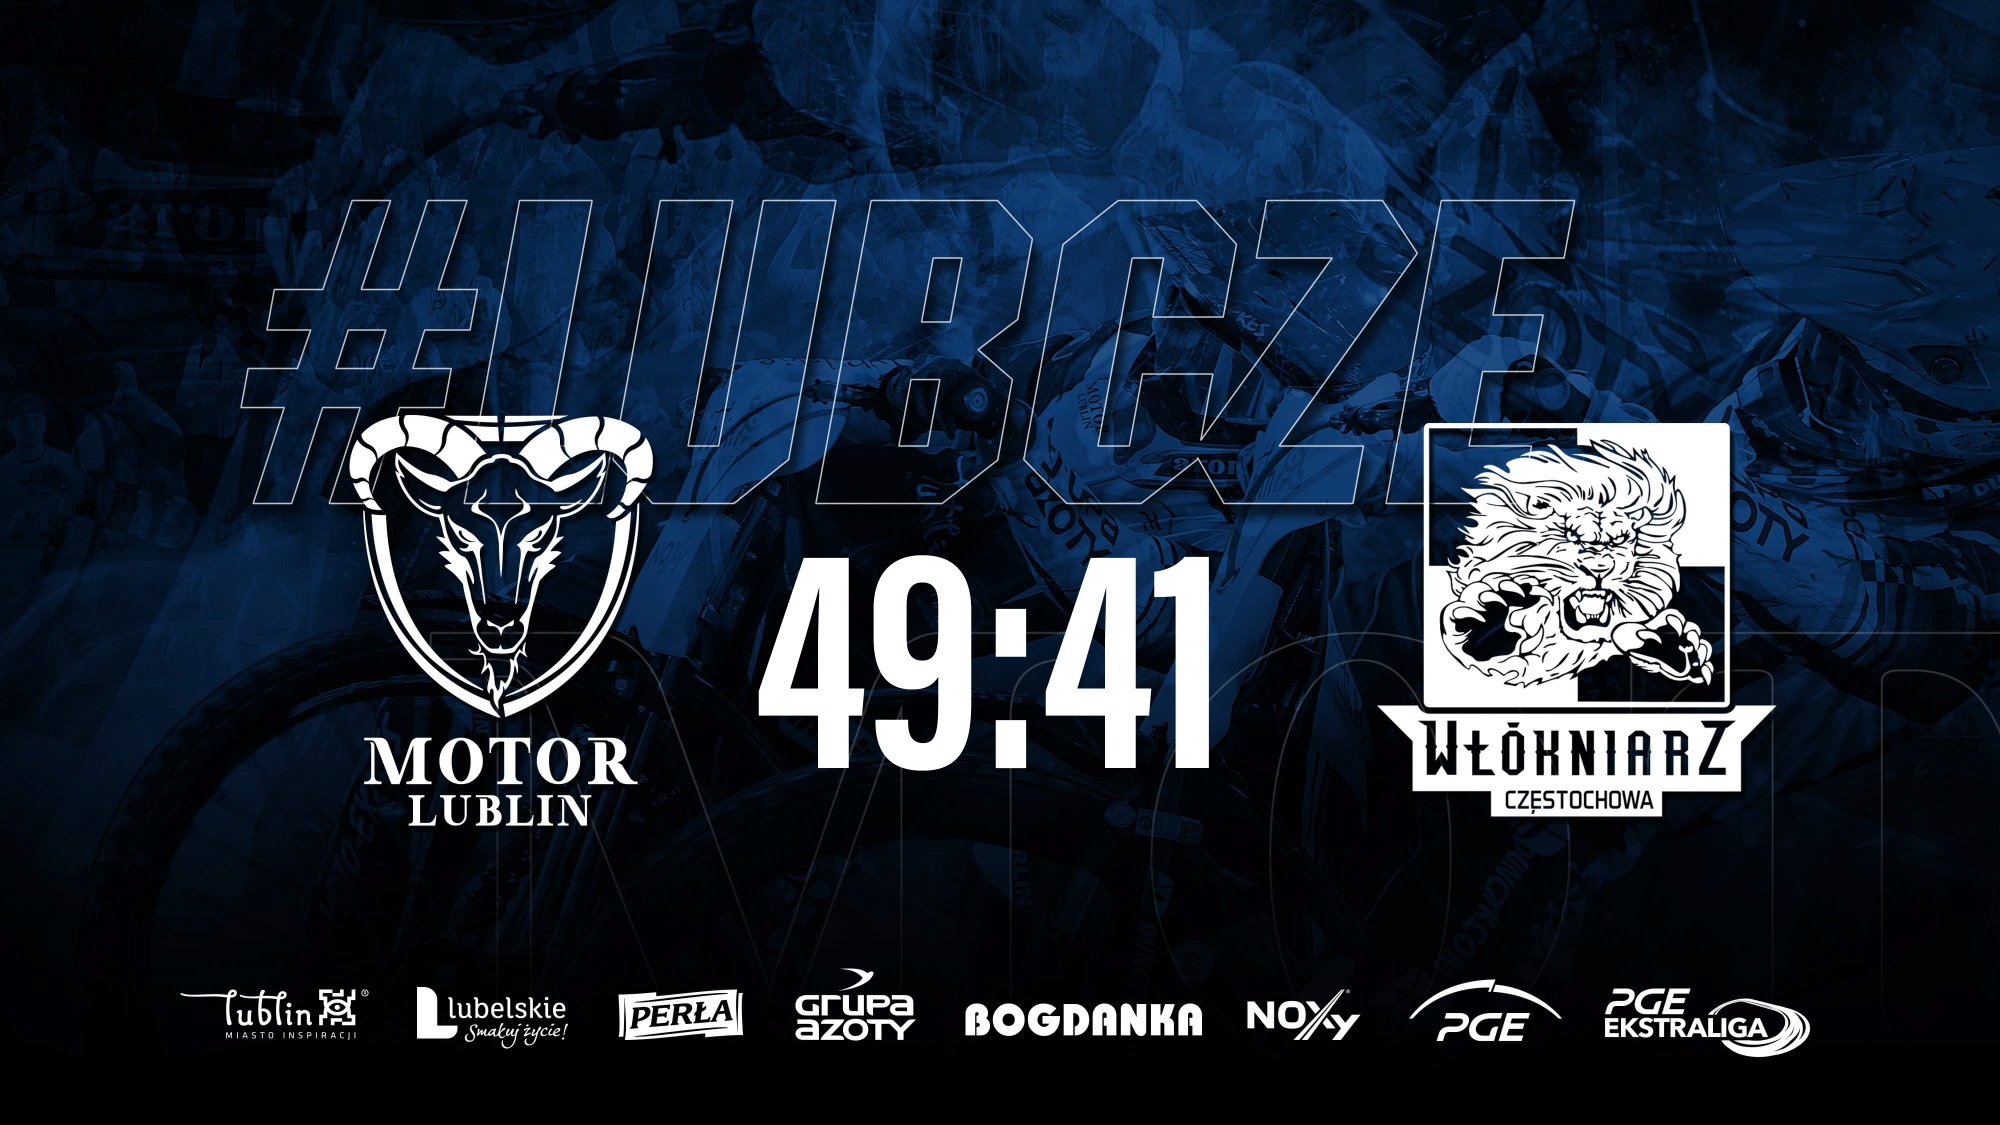 #LUBCZE
MOTOR
LUBLIN
49:41
WŁÓKNIARZ
CZĘSTOCHOWA
lublin ®
MIASTO INSPIRACJI
lubelskie
Smakuj życie!
PERŁA
GRUPA
AZOTY
BOGDANKA
NOXy
PGE
PGE
EKSTRALIGA